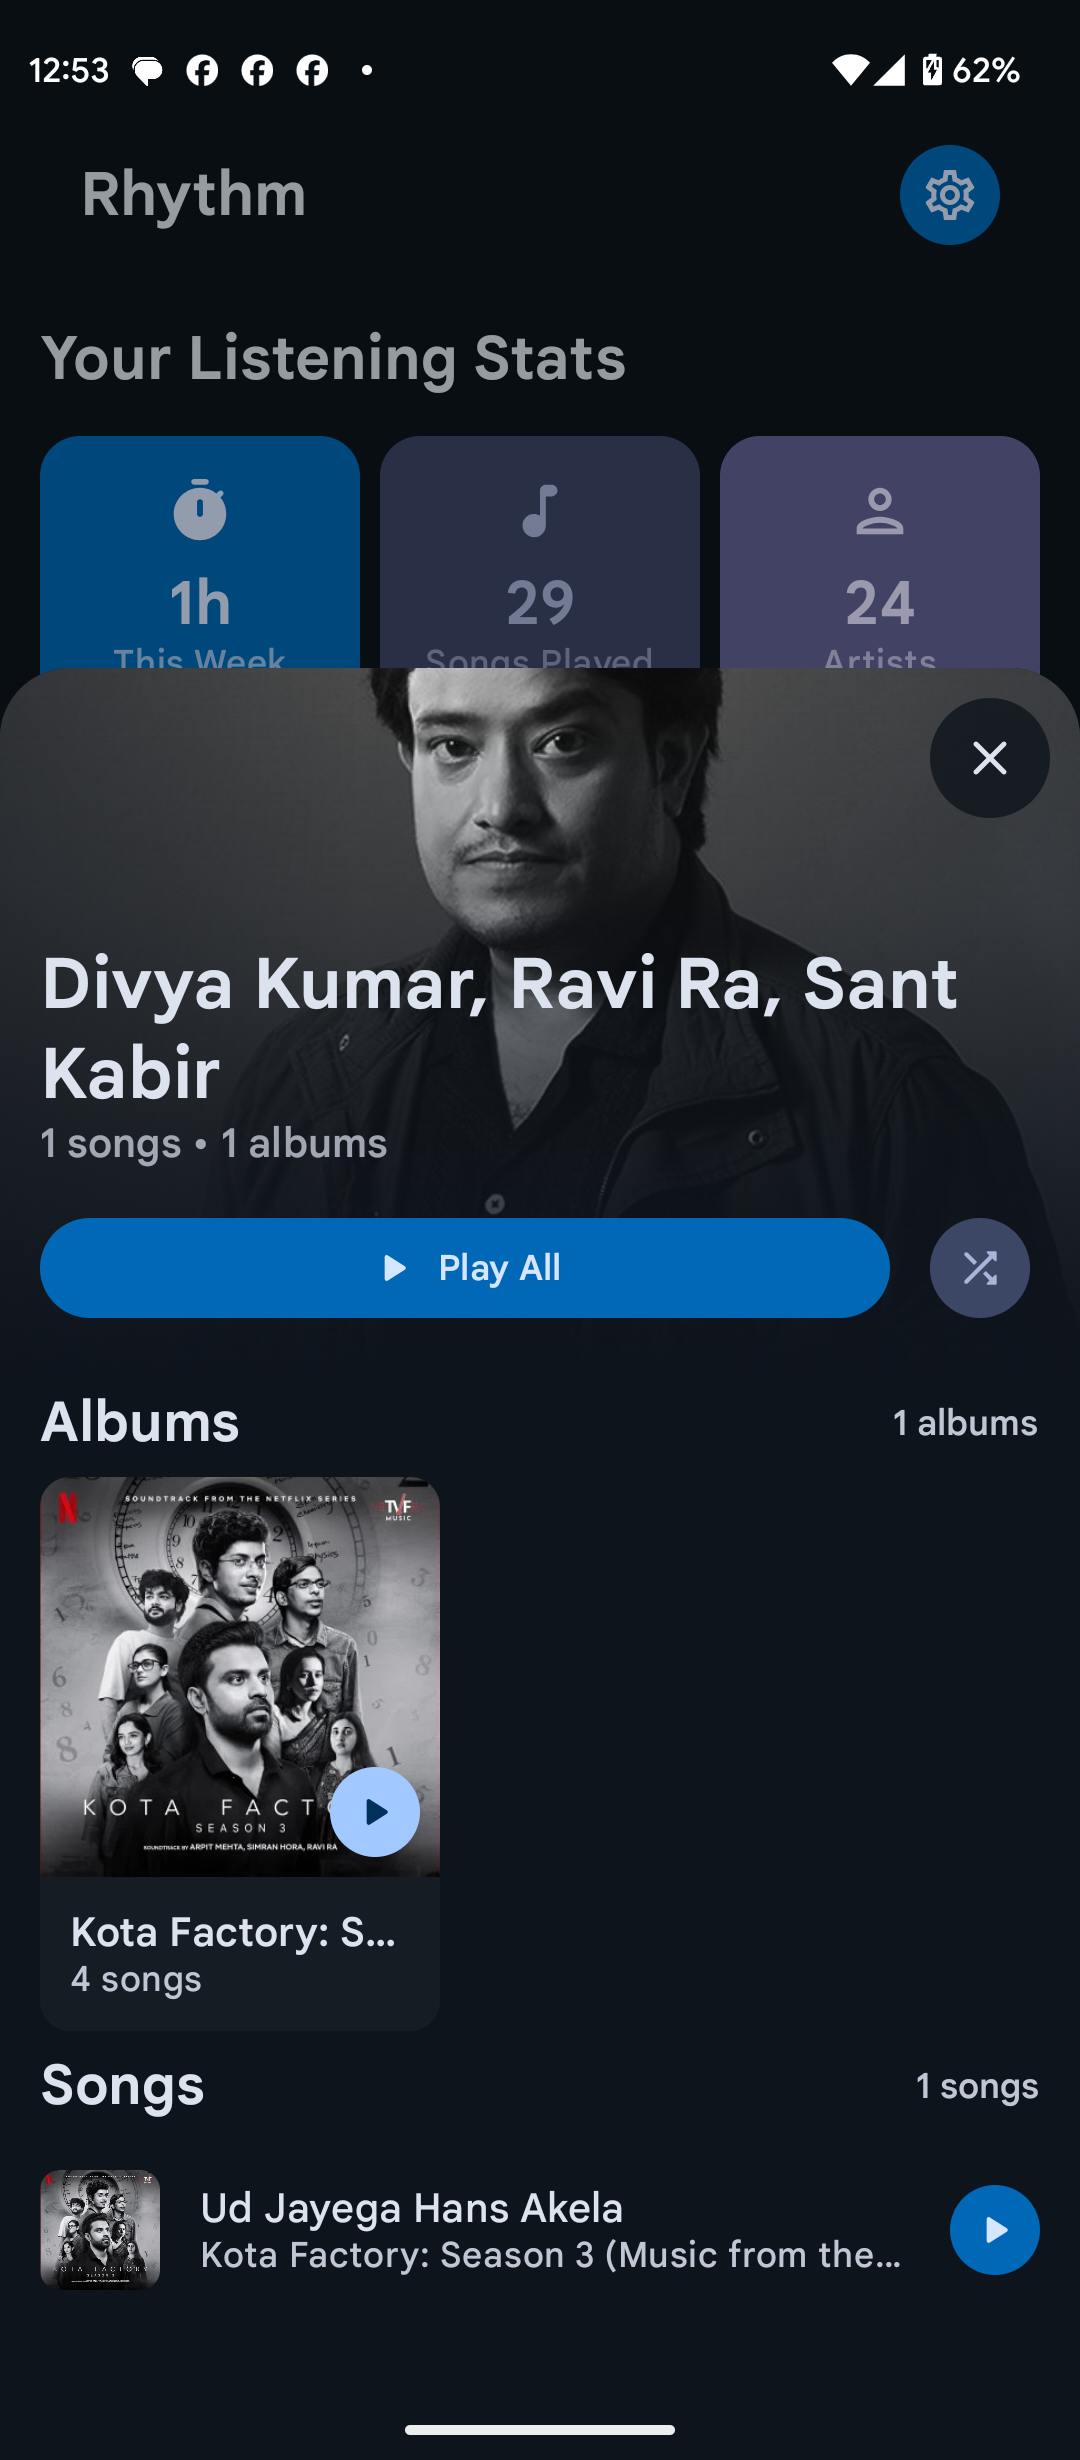 12:53
62%
Rhythm
Your Listening Stats
1h
29
24
This Week
Songs Played
Artists
Divya Kumar, Ravi Ra, Sant
Kabir
1 songs • 1 albums
Play All
Albums
1 albums
SOUNDTRACK FROM THE NETFLIX SERIES
TVF
MUSIC
KOTA FACTO
SEASON 3
SOUNDTRACK BY ARPIT MEHTA, SIMRAN HORA, RAVI RA
Kota Factory: S...
4 songs
Songs
1 songs
Ud Jayega Hans Akela
Kota Factory: Season 3 (Music from the...